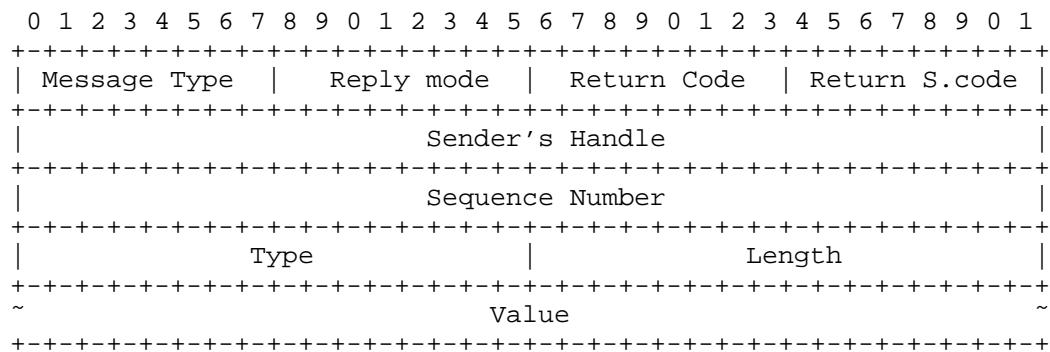 0 1 2 3 4 5 6 7 8 9 0 1 2 3 4 5 6 7 8 9 0 1 2 3 4 5 6 7 8 9 0 1
+-+-+-+-+-+-+-+-+-+-+-+-+-+-+-+-+-+-+-+-+-+-+-+-+-+-+-+-+-+-+-+-+
| Message Type  |   Reply mode  |  Return Code  | Return S.code |
+-+-+-+-+-+-+-+-+-+-+-+-+-+-+-+-+-+-+-+-+-+-+-+-+-+-+-+-+-+-+-+-+
|                         Sender’s Handle                       |
+-+-+-+-+-+-+-+-+-+-+-+-+-+-+-+-+-+-+-+-+-+-+-+-+-+-+-+-+-+-+-+-+
|                         Sequence Number                       |
+-+-+-+-+-+-+-+-+-+-+-+-+-+-+-+-+-+-+-+-+-+-+-+-+-+-+-+-+-+-+-+-+
|              Type             |             Length            |
+-+-+-+-+-+-+-+-+-+-+-+-+-+-+-+-+-+-+-+-+-+-+-+-+-+-+-+-+-+-+-+-+
~                             Value                             ~
+-+-+-+-+-+-+-+-+-+-+-+-+-+-+-+-+-+-+-+-+-+-+-+-+-+-+-+-+-+-+-+-+